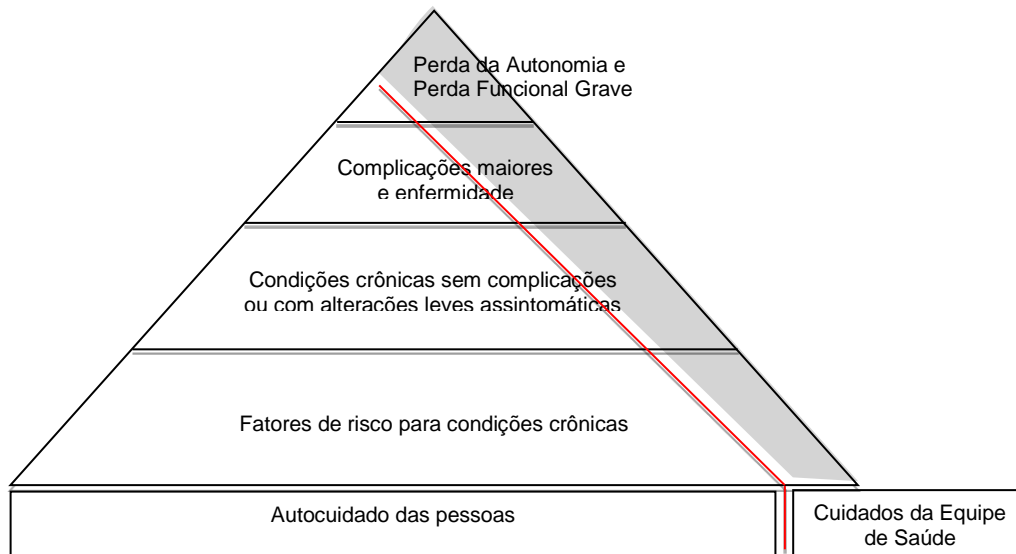 Perda da Autonomia e
Perda Funcional Grave
Complicações maiores
e enfermidade
Condições crônicas sem complicações
ou com alterações leves assintomáticas
Fatores de risco para condições crônicas
Autocuidado das pessoas
Cuidados da Equipe
de Saúde